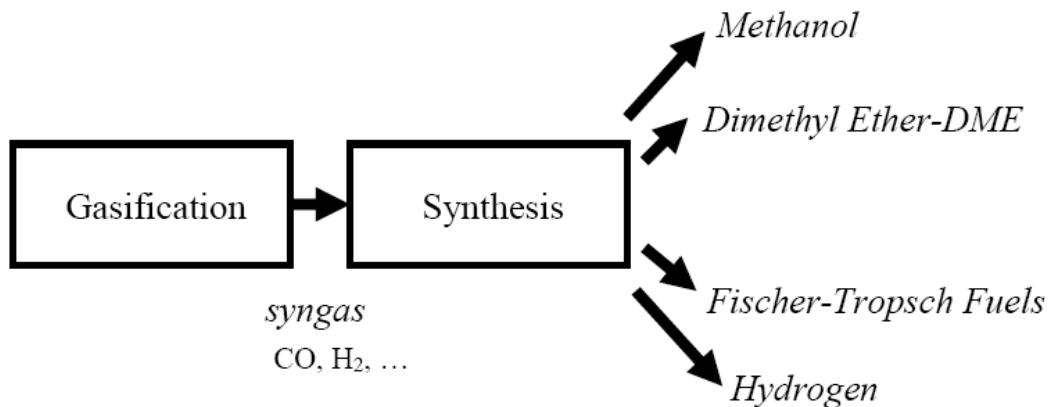 Methanol
Dimethyl Ether-DME
Gasification
Synthesis
Fischer-Tropsch Fuels
syngas
CO, H₂, …
Hydrogen